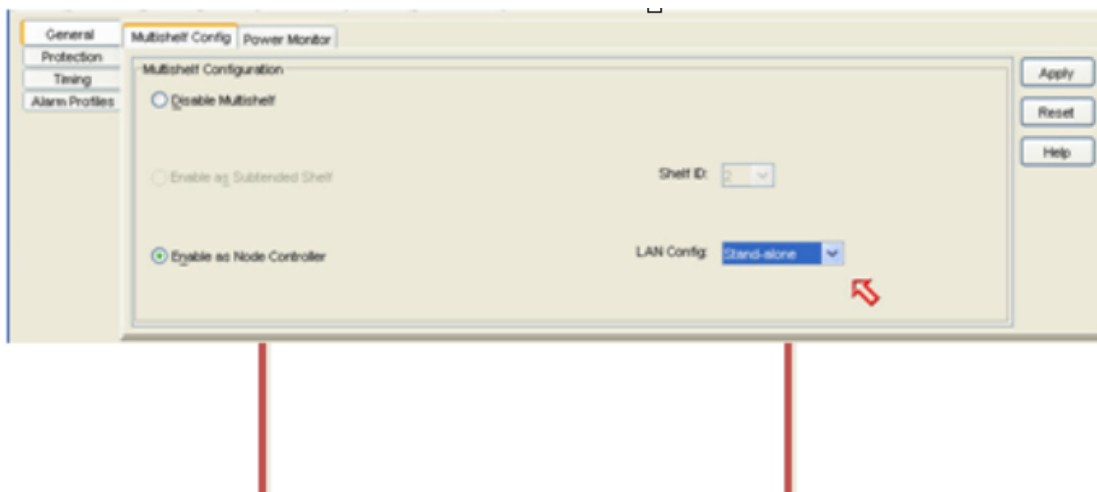 General
Protection
Timing
Alarm Profiles
Multishelf Config Power Monitor
Multishelf Configuration
Disable Multishelf
Enable as Subtended Shelf
Shelf ID: 2
Enable as Node Controller
LAN Config: Stand-alone
Apply
Reset
Help